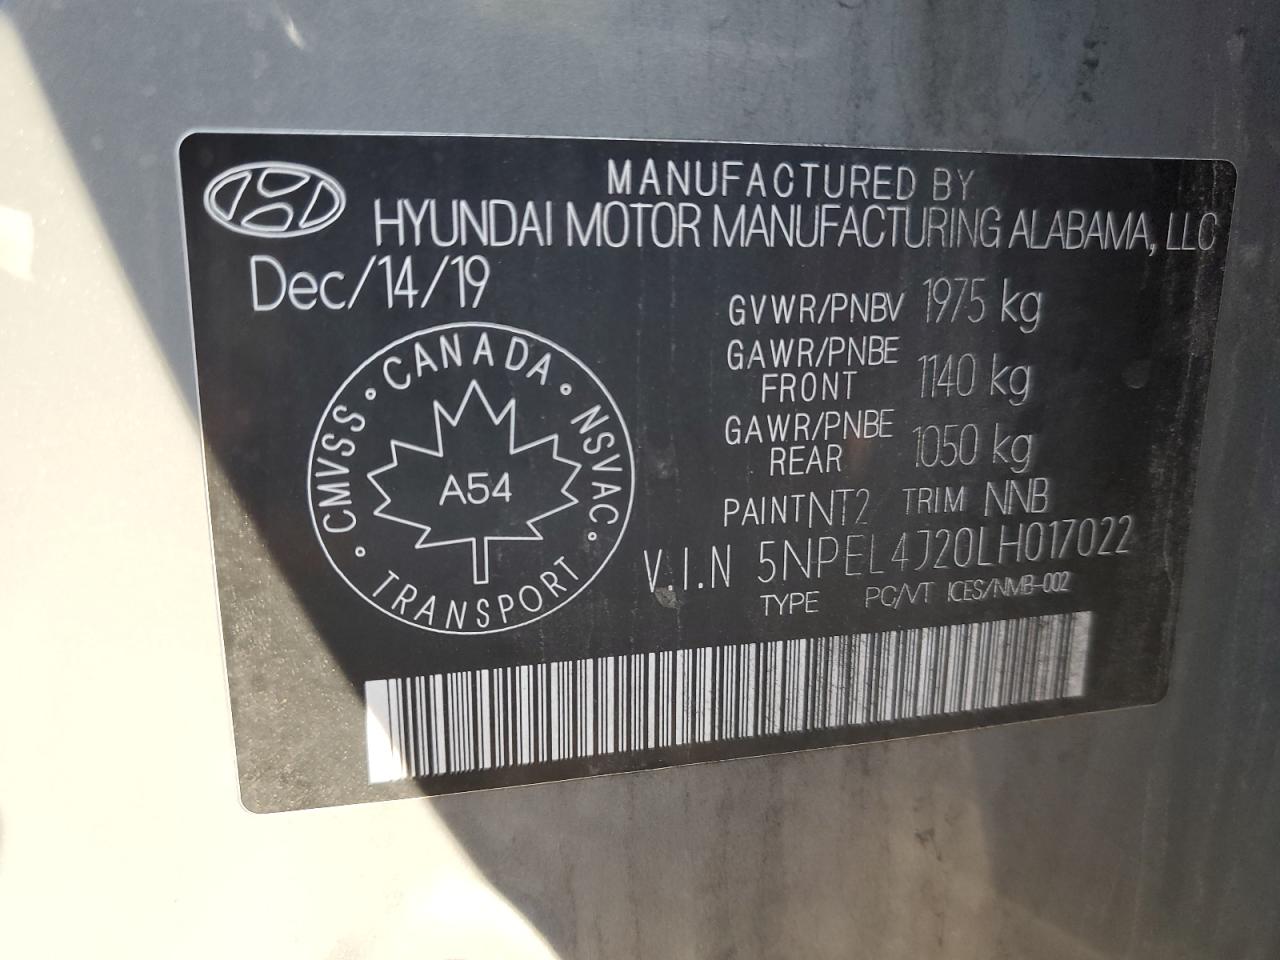 MANUFACTURED BY
HYUNDAI MOTOR MANUFACTURING ALABAMA, LLC
Dec/14/19
GVWR/PNBV 1975 kg
GAWR/PNBE FRONT 1140 kg
GAWR/PNBE REAR 1050 kg
CANADA
CMVSS
NSVAC
A54
TRANSPORT
PAINT NT2 TRIM NNB
V.I.N 5NPEL4J20LH017022
TYPE PC/VT ICES/NMB-002